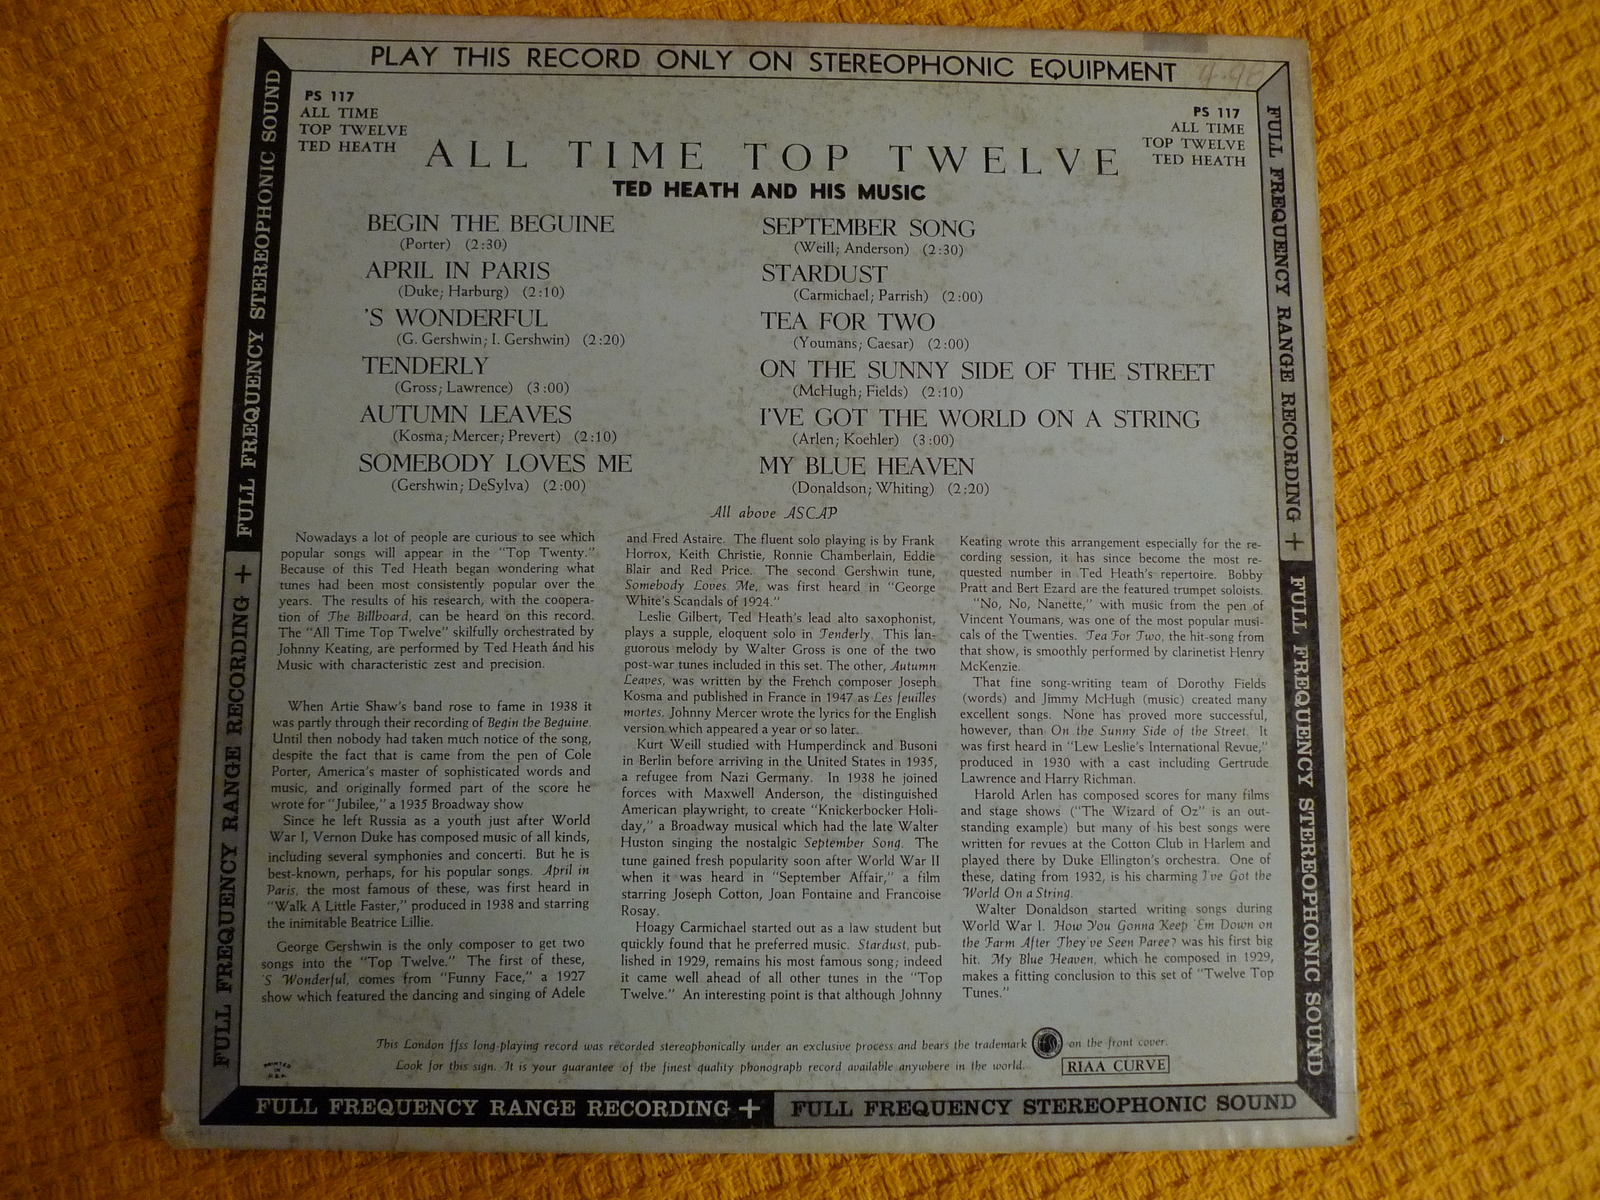 PLAY THIS RECORD ONLY ON STEREOPHONIC EQUIPMENT
PS 117
ALL TIME
TOP TWELVE
TED HEATH
PS 117
ALL TIME
TOP TWELVE
TED HEATH
ALL TIME TOP TWELVE
TED HEATH AND HIS MUSIC
BEGIN THE BEGUINE
(Porter) (2:30)
APRIL IN PARIS
(Duke; Harburg) (2:10)
'S WONDERFUL
(G. Gershwin; I. Gershwin) (2:20)
TENDERLY
(Gross; Lawrence) (3:00)
AUTUMN LEAVES
(Kosma; Mercer; Prevert) (2:10)
SOMEBODY LOVES ME
(Gershwin; DeSylva) (2:00)
SEPTEMBER SONG
(Weill; Anderson) (2:30)
STARDUST
(Carmichael; Parrish) (2:00)
TEA FOR TWO
(Youmans; Caesar) (2:00)
ON THE SUNNY SIDE OF THE STREET
(McHugh; Fields) (2:10)
I'VE GOT THE WORLD ON A STRING
(Arlen; Koehler) (3:00)
MY BLUE HEAVEN
(Donaldson; Whiting) (2:20)
All above ASCAP
Nowadays a lot of people are curious to see which
popular songs will appear in the "Top Twenty."
Because of this Ted Heath began wondering what
tunes had been most consistently popular over the
years. The results of his research, with the coopera-
tion of The Billboard, can be heard on this record.
The "All Time Top Twelve" skilfully orchestrated by
Johnny Keating, are performed by Ted Heath and his
Music with characteristic zest and precision.
When Artie Shaw's band rose to fame in 1938 it
was partly through their recording of Begin the Beguine.
Until then nobody had taken much notice of the song,
despite the fact that is came from the pen of Cole
Porter, America's master of sophisticated words and
music, and originally formed part of the score he
wrote for "Jubilee," a 1935 Broadway show
Since he left Russia as a youth just after World
War I, Vernon Duke has composed music of all kinds,
including several symphonies and concerti. But he is
best-known, perhaps, for his popular songs. April in
Paris, the most famous of these, was first heard in
"Walk A Little Faster," produced in 1938 and starring
the inimitable Beatrice Lillie.
George Gershwin is the only composer to get two
songs into the "Top Twelve." The first of these,
'S Wonderful, comes from "Funny Face," a 1927
show which featured the dancing and singing of Adele
and Fred Astaire. The fluent solo playing is by Frank
Horrox, Keith Christie, Ronnie Chamberlain, Eddie
Blair and Red Price. The second Gershwin tune,
Somebody Loves Me, was first heard in "George
White's Scandals of 1924."
Leslie Gilbert, Ted Heath's lead alto saxophonist,
plays a supple, eloquent solo in Tenderly. This lan-
guorous melody by Walter Gross is one of the two
post-war tunes included in this set. The other, Autumn
Leaves, was written by the French composer Joseph
Kosma and published in France in 1947 as Les feuilles
mortes. Johnny Mercer wrote the lyrics for the English
version which appeared a year or so later.
Kurt Weill studied with Humperdinck and Busoni
in Berlin before arriving in the United States in 1935,
a refugee from Nazi Germany. In 1938 he joined
forces with Maxwell Anderson, the distinguished
American playwright, to create "Knickerbocker Holi-
day," a Broadway musical which had the late Walter
Huston singing the nostalgic September Song. The
tune gained fresh popularity soon after World War II
when it was heard in "September Affair," a film
starring Joseph Cotton, Joan Fontaine and Francoise
Rosay.
Hoagy Carmichael started out as a law student but
quickly found that he preferred music. Stardust, pub-
lished in 1929, remains his most famous song; indeed
it came well ahead of all other tunes in the "Top
Twelve." An interesting point is that although Johnny
Keating wrote this arrangement especially for the re-
cording session, it has since become the most re-
quested number in Ted Heath's repertoire. Bobby
Pratt and Bert Ezard are the featured trumpet soloists.
"No, No, Nanette," with music from the pen of
Vincent Youmans, was one of the most popular musi-
cals of the Twenties. Tea For Two, the hit-song from
that show, is smoothly performed by clarinetist Henry
McKenzie.
That fine song-writing team of Dorothy Fields
(words) and Jimmy McHugh (music) created many
excellent songs. None has proved more successful,
however, than On the Sunny Side of the Street. It
was first heard in "Lew Leslie's International Revue,"
produced in 1930 with a cast including Gertrude
Lawrence and Harry Richman.
Harold Arlen has composed scores for many films
and stage shows ("The Wizard of Oz" is an out-
standing example) but many of his best songs were
written for revues at the Cotton Club in Harlem and
played there by Duke Ellington's orchestra. One of
these, dating from 1932, is his charming I've Got the
World On a String.
Walter Donaldson started writing songs during
World War I. How You Gonna Keep 'Em Down on
the Farm After They've Seen Paree? was his first big
hit. My Blue Heaven, which he composed in 1929,
makes a fitting conclusion to this set of "Twelve Top
Tunes."
This London ffss long-playing record was recorded stereophonically under an exclusive process and bears the trademark on the front cover.
Look for this sign. It is your guarantee of the finest quality phonograph record available anywhere in the world.
RIAA CURVE
PRINTED
IN
U.S.A.
FULL FREQUENCY RANGE RECORDING + FULL FREQUENCY STEREOPHONIC SOUND
FULL FREQUENCY RANGE RECORDING + FULL FREQUENCY STEREOPHONIC SOUND
FULL FREQUENCY RANGE RECORDING + FULL FREQUENCY STEREOPHONIC SOUND